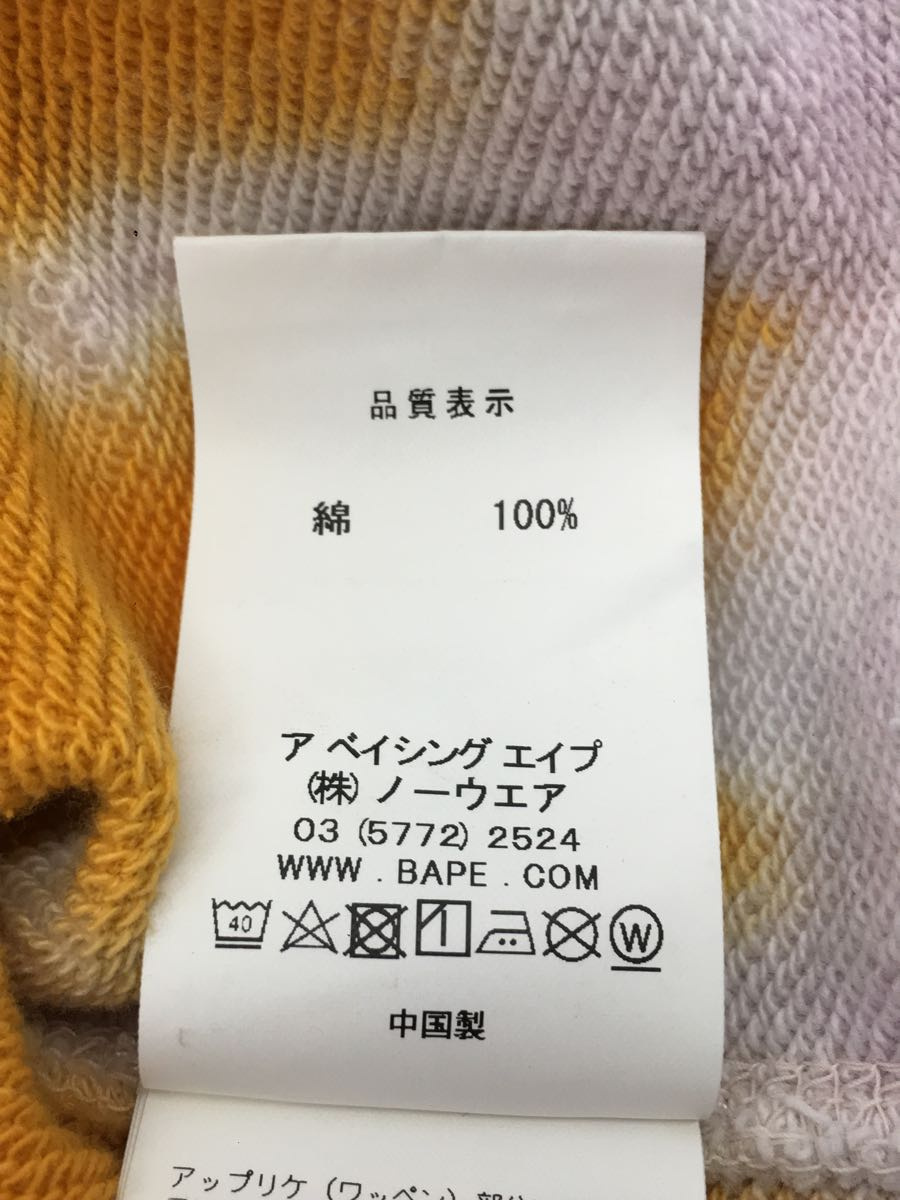 品質表示
綿 100%
ア ベイシング エイプ
(株) ノーウエア
03 (5772) 2524
WWW . BAPE . COM
40 W
中国製
アップリケ (ワッペン) 部分